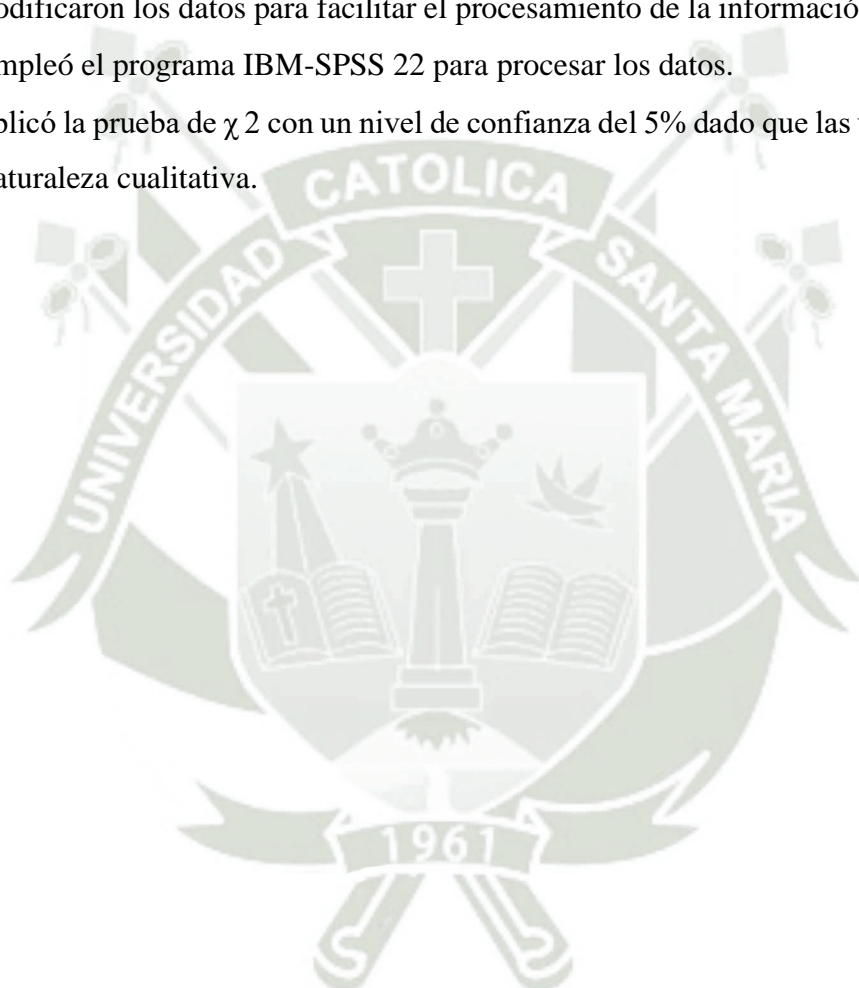 odificaron los datos para facilitar el procesamiento de la informació
mpleó el programa IBM-SPSS 22 para procesar los datos.
plicó la prueba de χ 2 con un nivel de confianza del 5% dado que las
aturaleza cualitativa.
UNIVERSIDAD CATOLICA SANTA MARIA
1961